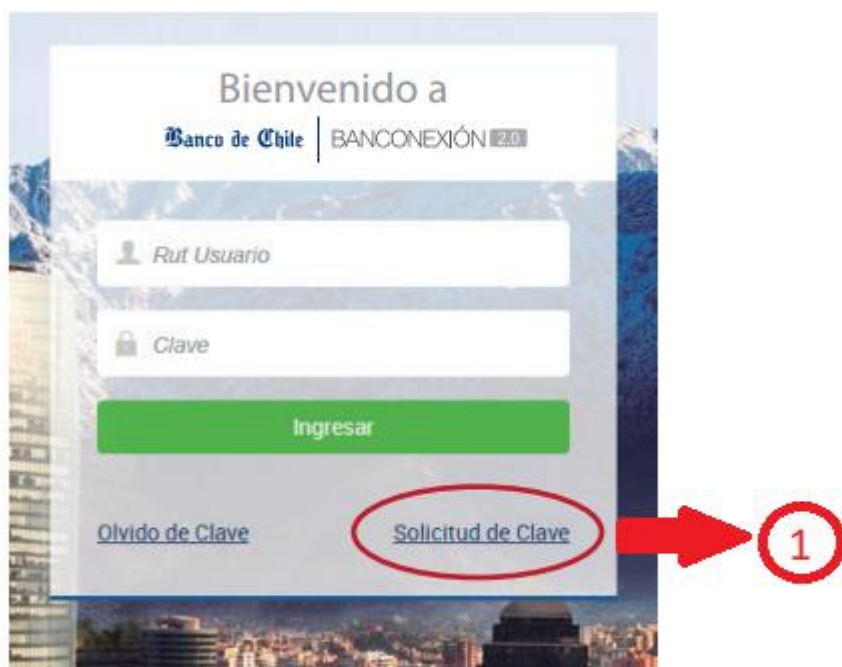 Bienvenido a
Banco de Chile BANCONEXIÓN 2.0
Rut Usuario
Clave
Ingresar
Olvido de Clave Solicitud de Clave
1